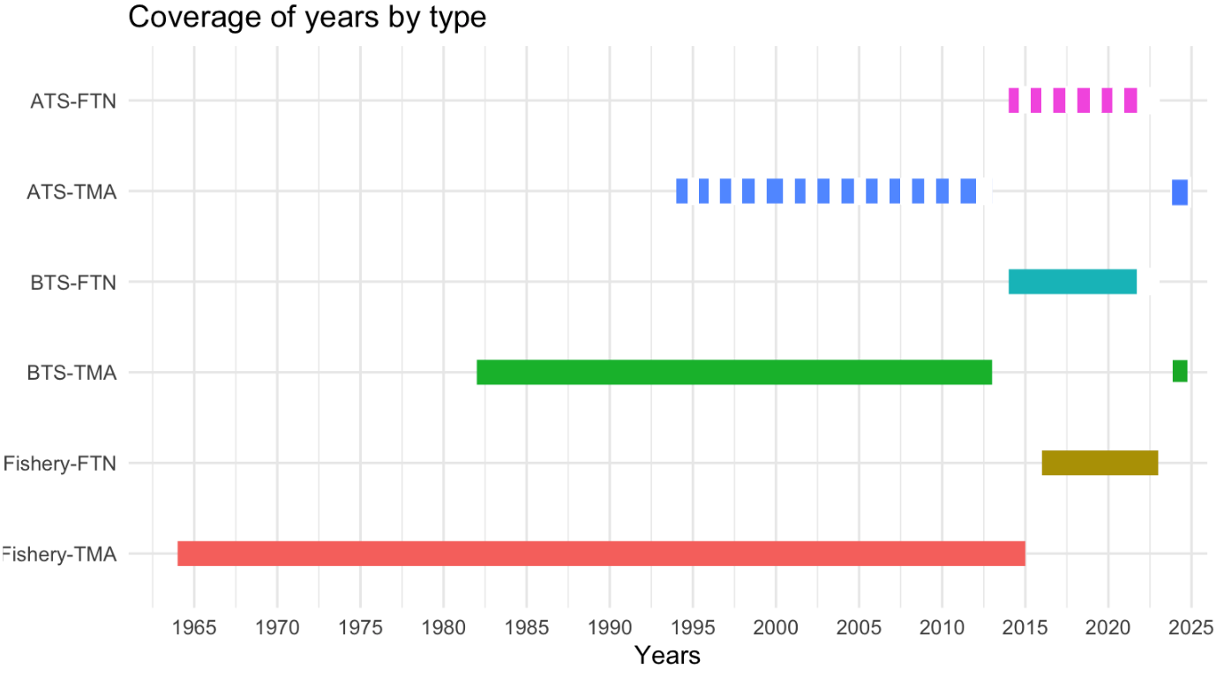 Coverage of years by type
ATS-FTN
ATS-TMA
BTS-FTN
BTS-TMA
Fishery-FTN
Fishery-TMA
1965 1970 1975 1980 1985 1990 1995 2000 2005 2010 2015 2020 2025
Years